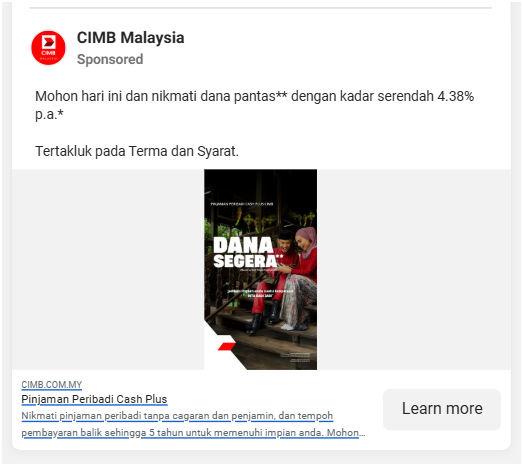 CIMB Malaysia
CIMB
MALAYSIA
Sponsored
Mohon hari ini dan nikmati dana pantas** dengan kadar serendah 4.38%
p.a.*
Tertakluk pada Terma dan Syarat.
PINJAMAN PERIBADI CASH PLUS CIMB
DANA
SEGERA**
CIMB.COM.MY
Pinjaman Peribadi Cash Plus
Nikmati pinjaman peribadi tanpa cagaran dan penjamin, dan tempoh
pembayaran balik sehingga 5 tahun untuk memenuhi impian anda. Mohon…
Learn more